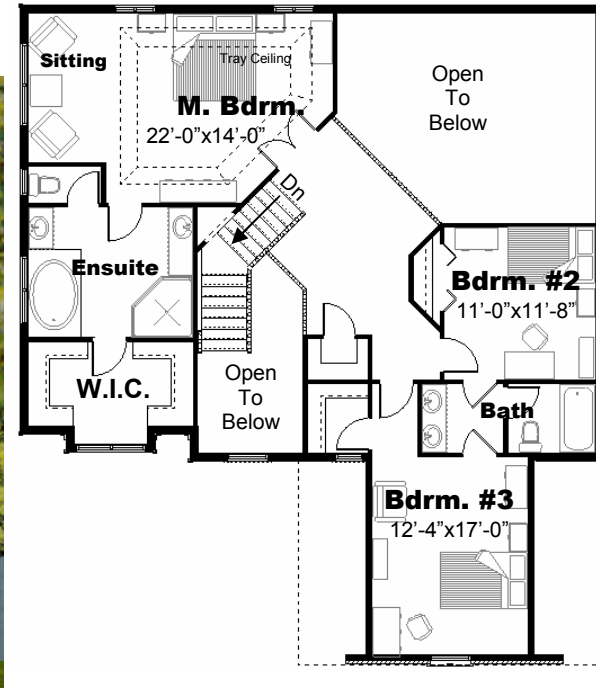 Sitting
Tray Ceiling
M. Bdrm.
22’-0”x14’-0”
Open
To
Below
Dn
Ensuite
Bdrm. #2
11’-0”x11’-8”
W.I.C.
Open
To
Below
Bath
Bdrm. #3
12’-4”x17’-0”